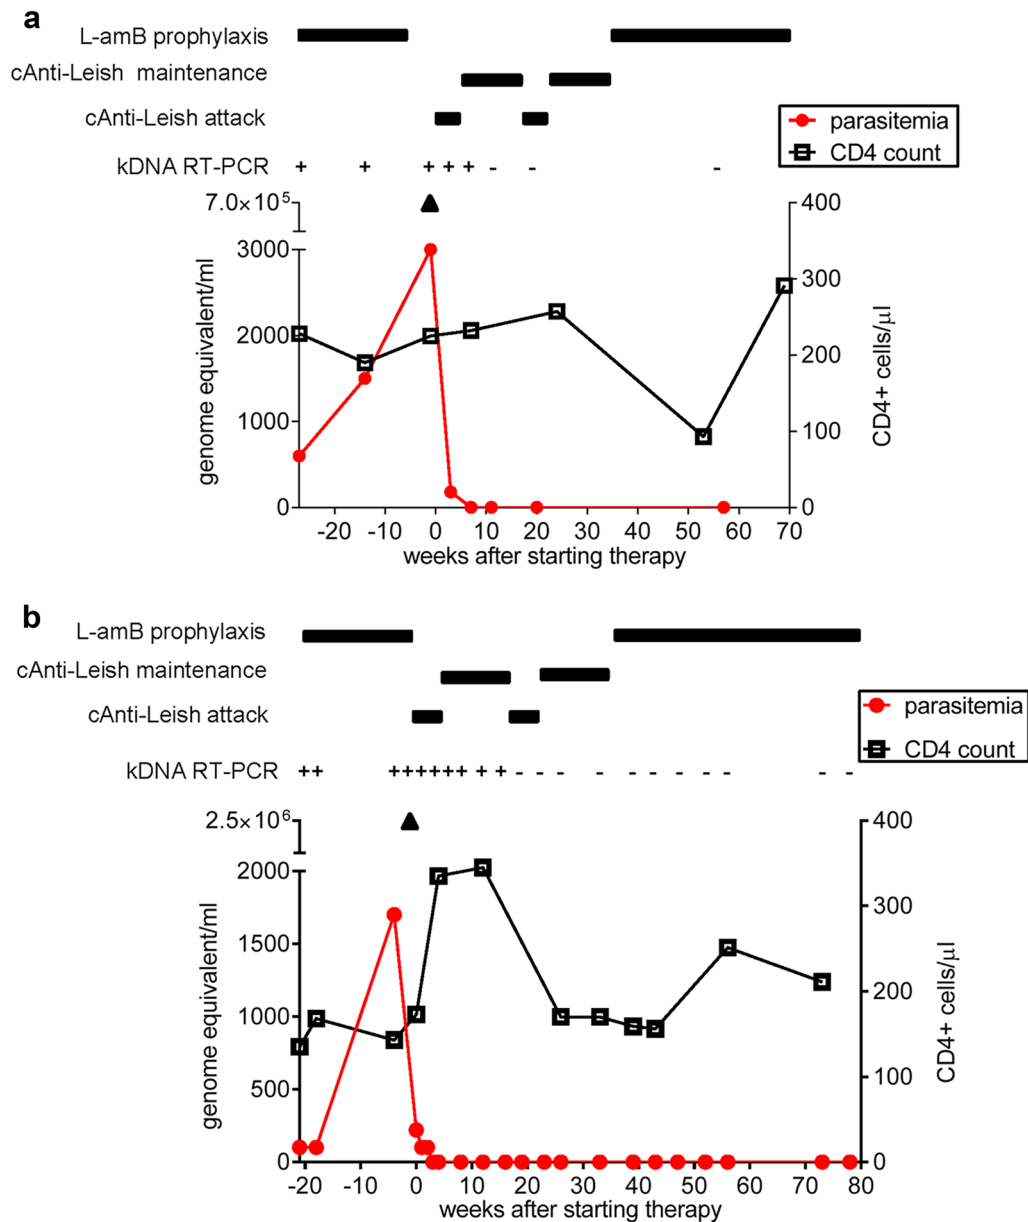 a
L-amB prophylaxis
cAnti-Leish maintenance
cAnti-Leish attack
parasitemia
CD4 count
kDNA RT-PCR + + + + + - - -
7.0×10⁵
3000
2000
1000
0
genome equivalent/ml
400
300
200
100
0
CD4+ cells/µl
-20 -10 0 10 20 30 40 50 60 70
weeks after starting therapy
b
L-amB prophylaxis
cAnti-Leish maintenance
cAnti-Leish attack
parasitemia
CD4 count
kDNA RT-PCR ++ +++++++ + - - - - - - - - - -
2.5×10⁶
2000
1500
1000
500
0
genome equivalent/ml
400
300
200
100
0
CD4+ cells/µl
-20 -10 0 10 20 30 40 50 60 70 80
weeks after starting therapy